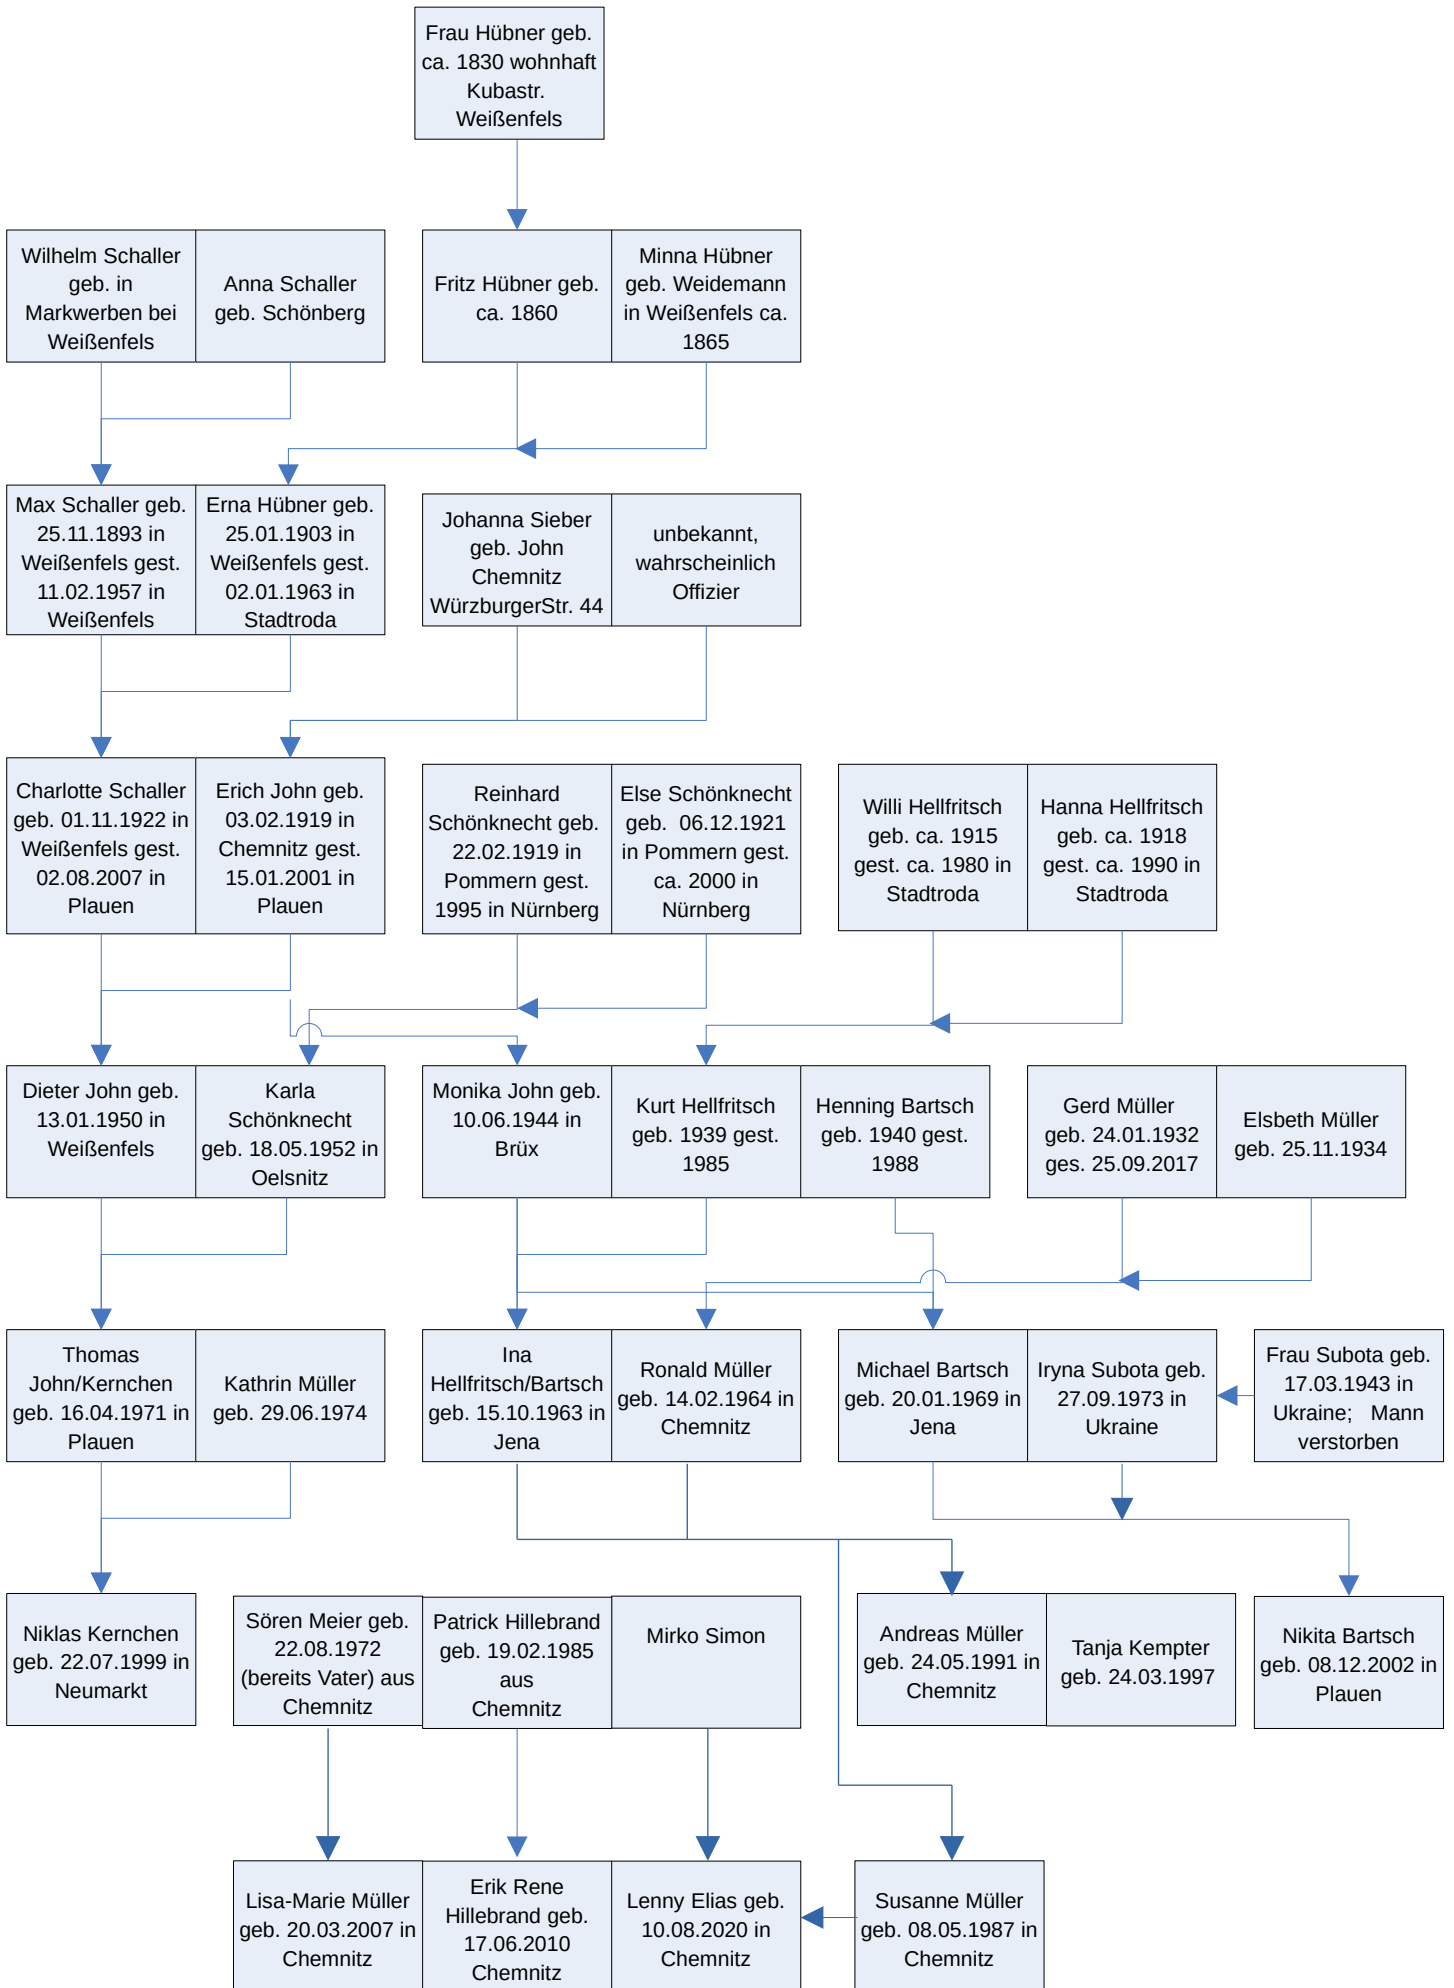 Frau Hübner geb.
ca. 1830 wohnhaft
Kubastr.
Weißenfels
Wilhelm Schaller
geb. in
Markwerben bei
Weißenfels
Anna Schaller
geb. Schönberg
Fritz Hübner geb.
ca. 1860
Minna Hübner
geb. Weidemann
in Weißenfels ca.
1865
Max Schaller geb.
25.11.1893 in
Weißenfels gest.
11.02.1957 in
Weißenfels
Erna Hübner geb.
25.01.1903 in
Weißenfels gest.
02.01.1963 in
Stadtroda
Johanna Sieber
geb. John
Chemnitz
WürzburgerStr. 44
unbekannt,
wahrscheinlich
Offizier
Charlotte Schaller
geb. 01.11.1922 in
Weißenfels gest.
02.08.2007 in
Plauen
Erich John geb.
03.02.1919 in
Chemnitz gest.
15.01.2001 in
Plauen
Reinhard
Schönknecht geb.
22.02.1919 in
Pommern gest.
1995 in Nürnberg
Else Schönknecht
geb.  06.12.1921
in Pommern gest.
ca. 2000 in
Nürnberg
Willi Hellfritsch
geb. ca. 1915
gest. ca. 1980 in
Stadtroda
Hanna Hellfritsch
geb. ca. 1918
gest. ca. 1990 in
Stadtroda
Dieter John geb.
13.01.1950 in
Weißenfels
Karla
Schönknecht
geb. 18.05.1952 in
Oelsnitz
Monika John geb.
10.06.1944 in
Brüx
Kurt Hellfritsch
geb. 1939 gest.
1985
Henning Bartsch
geb. 1940 gest.
1988
Gerd Müller
geb. 24.01.1932
ges. 25.09.2017
Elsbeth Müller
geb. 25.11.1934
Thomas
John/Kernchen
geb. 16.04.1971 in
Plauen
Kathrin Müller
geb. 29.06.1974
Ina
Hellfritsch/Bartsch
geb. 15.10.1963 in
Jena
Ronald Müller
geb. 14.02.1964 in
Chemnitz
Michael Bartsch
geb. 20.01.1969 in
Jena
Iryna Subota geb.
27.09.1973 in
Ukraine
Frau Subota geb.
17.03.1943 in
Ukraine;   Mann
verstorben
Niklas Kernchen
geb. 22.07.1999 in
Neumarkt
Sören Meier geb.
22.08.1972
(bereits Vater) aus
Chemnitz
Patrick Hillebrand
geb. 19.02.1985
aus
Chemnitz
Mirko Simon
Andreas Müller
geb. 24.05.1991 in
Chemnitz
Tanja Kempter
geb. 24.03.1997
Nikita Bartsch
geb. 08.12.2002 in
Plauen
Lisa-Marie Müller
geb. 20.03.2007 in
Chemnitz
Erik Rene
Hillebrand geb.
17.06.2010
Chemnitz
Lenny Elias geb.
10.08.2020 in
Chemnitz
Susanne Müller
geb. 08.05.1987 in
Chemnitz